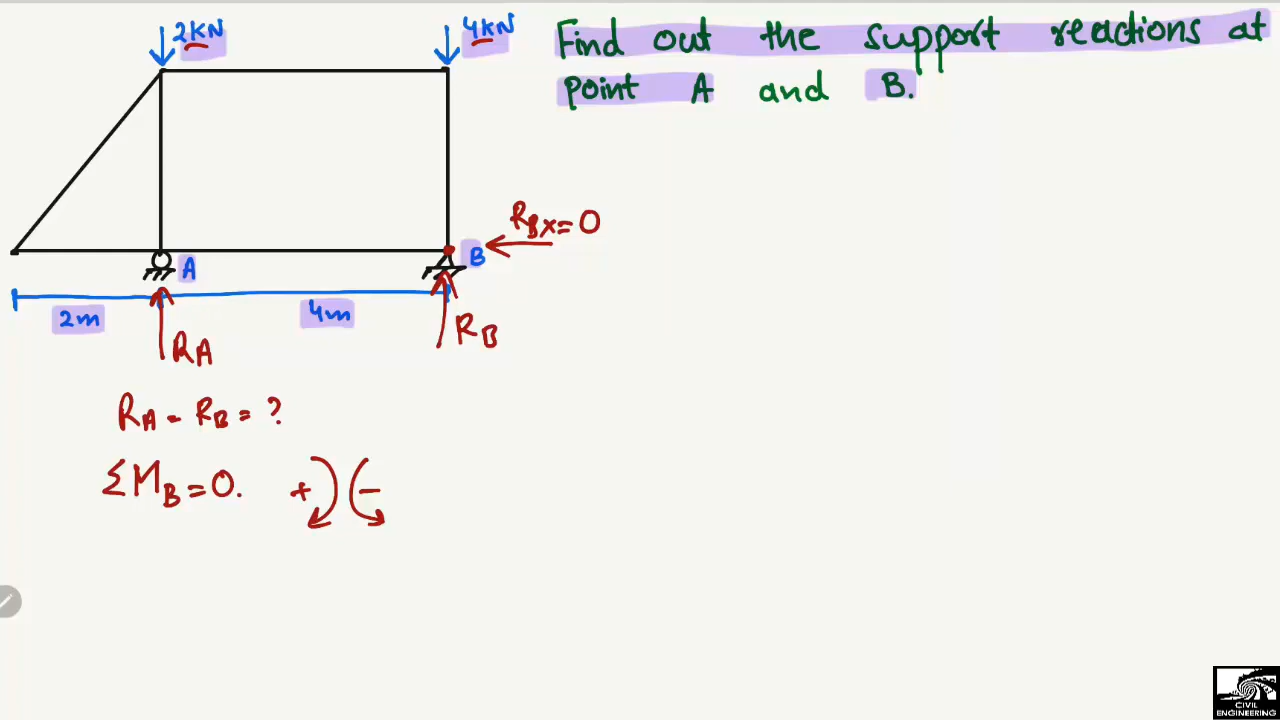 2KN
4KN
Find out the support reactions at
point A and B.
RBx=0
A
B
2m
4m
RA
RB
RA - RB = ?
ΣMB=0. + -
CIVIL
ENGINEERING